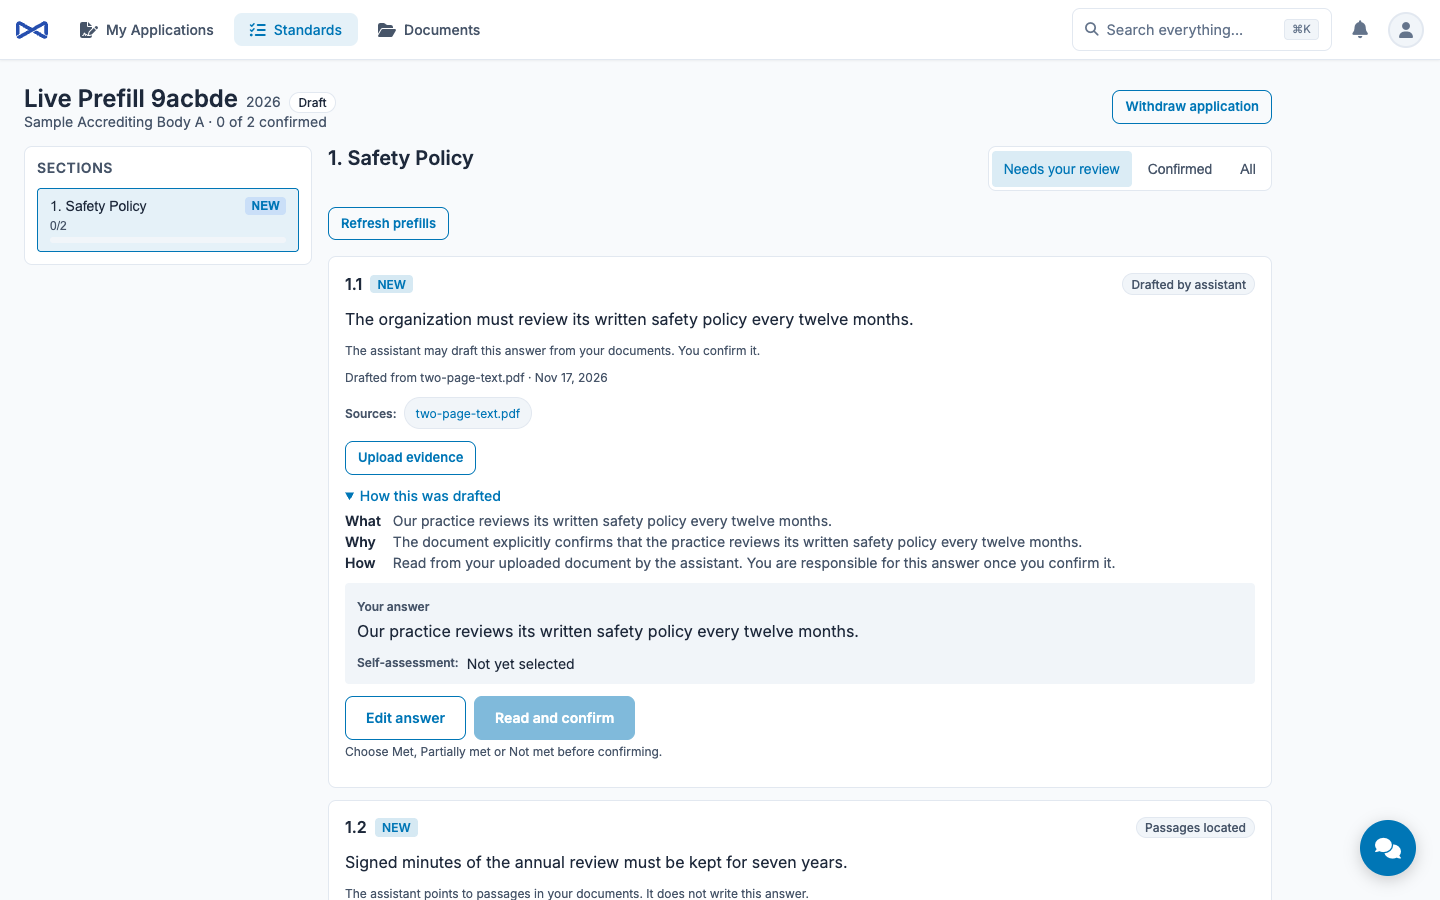 My Applications
Standards
Documents
Search everything...
⌘K
Live Prefill 9acbde 2026 Draft
Sample Accrediting Body A · 0 of 2 confirmed
Withdraw application
SECTIONS
1. Safety Policy NEW
0/2
1. Safety Policy
Needs your review
Confirmed
All
Refresh prefills
1.1 NEW
Drafted by assistant
The organization must review its written safety policy every twelve months.
The assistant may draft this answer from your documents. You confirm it.
Drafted from two-page-text.pdf · Nov 17, 2026
Sources: two-page-text.pdf
Upload evidence
▼ How this was drafted
What Our practice reviews its written safety policy every twelve months.
Why The document explicitly confirms that the practice reviews its written safety policy every twelve months.
How Read from your uploaded document by the assistant. You are responsible for this answer once you confirm it.
Your answer
Our practice reviews its written safety policy every twelve months.
Self-assessment: Not yet selected
Edit answer
Read and confirm
Choose Met, Partially met or Not met before confirming.
1.2 NEW
Passages located
Signed minutes of the annual review must be kept for seven years.
The assistant points to passages in your documents. It does not write this answer.